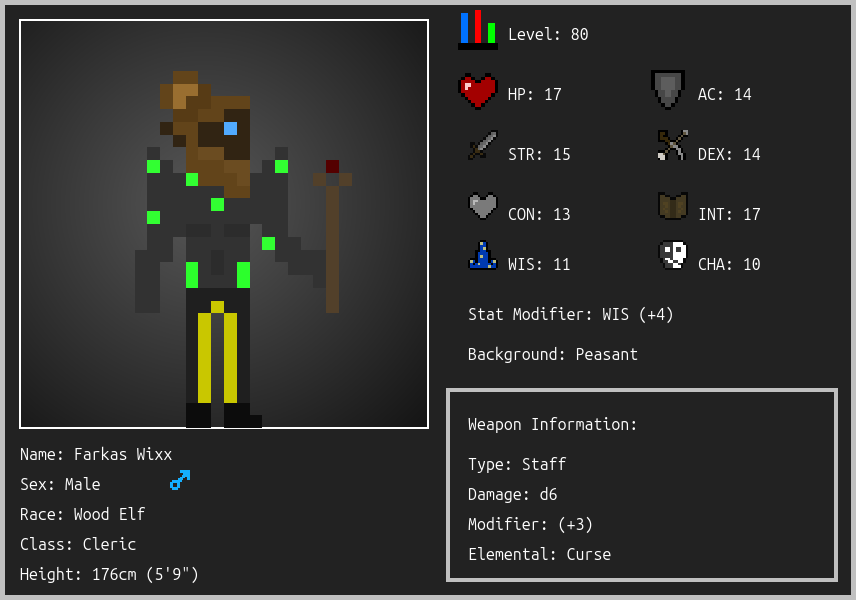 Level: 80
HP: 17
AC: 14
STR: 15
DEX: 14
CON: 13
INT: 17
WIS: 11
CHA: 10
Stat Modifier: WIS (+4)
Background: Peasant
Weapon Information:
Type: Staff
Damage: d6
Modifier: (+3)
Elemental: Curse
Name: Farkas Wixx
Sex: Male
Race: Wood Elf
Class: Cleric
Height: 176cm (5'9")